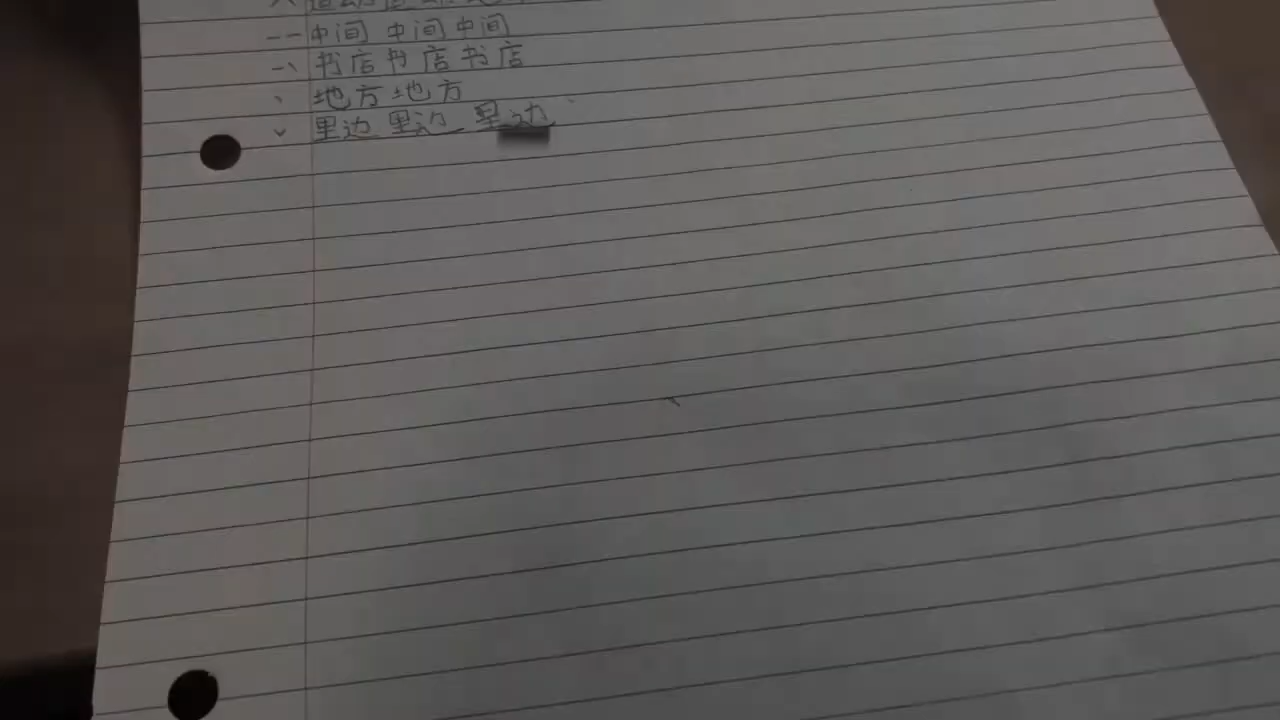 中间 中间 中间
书店 书店 书店
地方 地方
里边 里边 里边